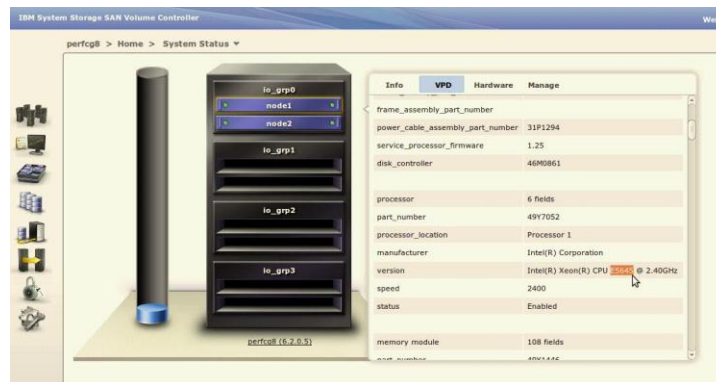 IBM System Storage SAN Volume Controller
We
perfcg8 > Home > System Status
io_grp0
node1
node2
io_grp1
io_grp2
io_grp3
perfcg8 (6.2.0.5)
Info VPD Hardware Manage
frame_assembly_part_number
power_cable_assembly_part_number 31P1294
service_processor_firmware 1.25
disk_controller 46M0861
processor 6 fields
part_number 49Y7052
processor_location Processor 1
manufacturer Intel(R) Corporation
version Intel(R) Xeon(R) CPU E5645 @ 2.40GHz
speed 2400
status Enabled
memory module 108 fields
part_number 49Y1446